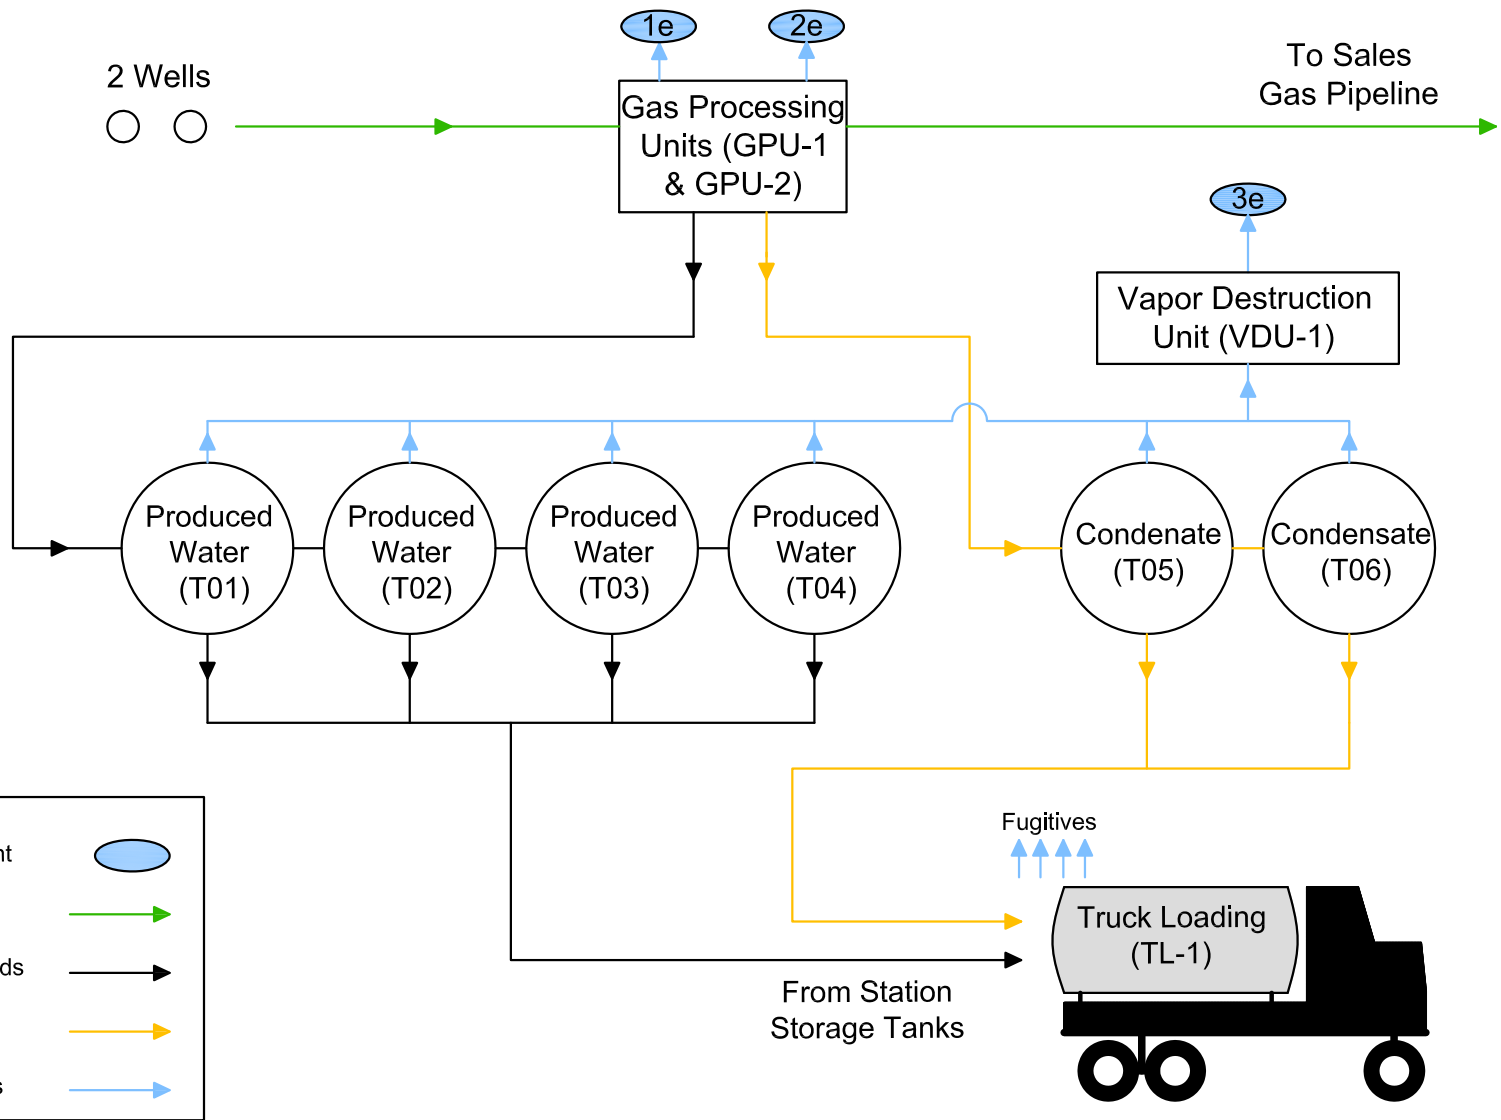 1e
2e
2 Wells
To Sales
Gas Pipeline
Gas Processing
Units (GPU-1
& GPU-2)
3e
Vapor Destruction
Unit (VDU-1)
Produced
Water
(T01)
Produced
Water
(T02)
Produced
Water
(T03)
Produced
Water
(T04)
Condenate
(T05)
Condensate
(T06)
Fugitives
Truck Loading
(TL-1)
From Station
Storage Tanks